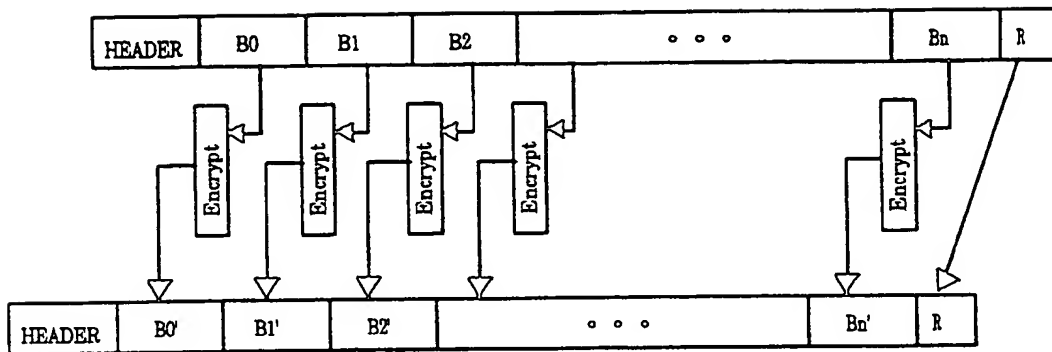 HEADER B0 B1 B2 ∘ ∘ ∘ Bn R
Encrypt Encrypt Encrypt Encrypt Encrypt
HEADER B0' B1' B2' ∘ ∘ ∘ Bn' R